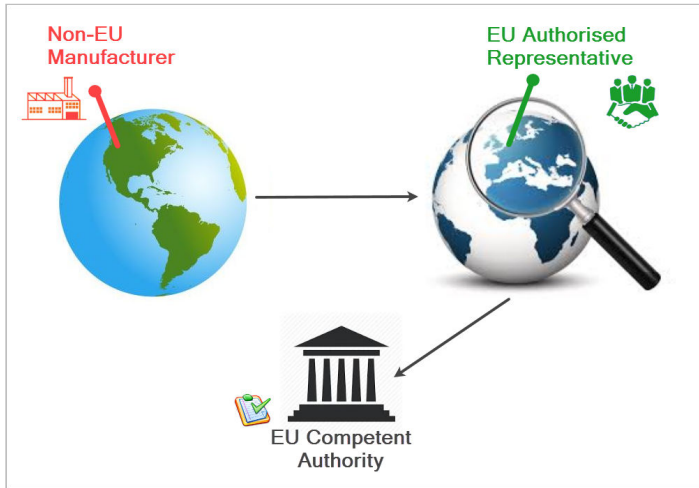 Non-EU
Manufacturer
EU Authorised
Representative
EU Competent
Authority